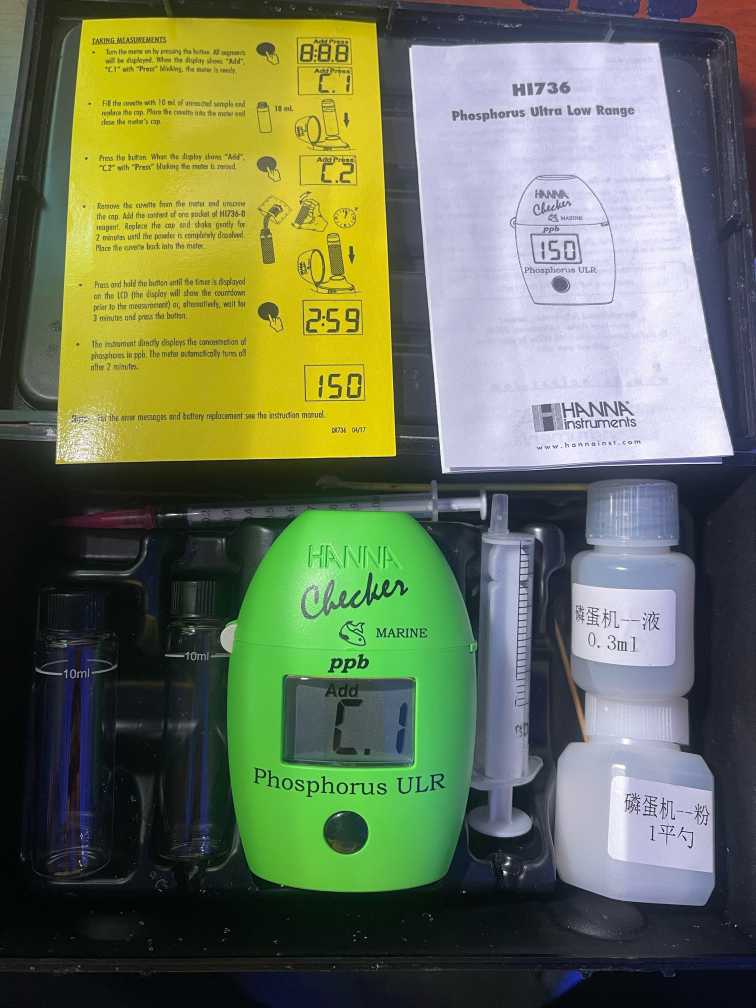 TAKING MEASUREMENTS
• Turn the meter on by pressing the button. All segments
will be displayed. When the display shows "Add",
"C.1" with "Press" blinking, the meter is ready.
Add Press
8:8.8
Add Press
C.1
• Fill the cuvette with 10 mL of unreacted sample and
replace the cap. Place the cuvette into the meter and
close the meter's cap.
10 mL
• Press the button. When the display shows "Add",
"C.2" with "Press" blinking the meter is zeroed.
Add Press
C.2
• Remove the cuvette from the meter and unscrew
the cap. Add the content of one packet of HI736-0
reagent. Replace the cap and shake gently for
2 minutes until the powder is completely dissolved.
Place the cuvette back into the meter.
• Press and hold the button until the timer is displayed
on the LCD (the display will show the countdown
prior to the measurement) or, alternatively, wait for
3 minutes and press the button.
2:59
• The instrument directly displays the concentration of
phosphorus in ppb. The meter automatically turns off
after 2 minutes.
150
For the error messages and battery replacement see the instruction manual.
DR736 04/17
HI736
Phosphorus Ultra Low Range
HANNA
Checker
MARINE
ppb
150
Phosphorus ULR
HANNA
instruments
www.hannainst.com
10ml
10ml
HANNA
Checker
MARINE
ppb
Add
C.1
Phosphorus ULR
磷蛋机--液
0.3ml
磷蛋机--粉
1平勺